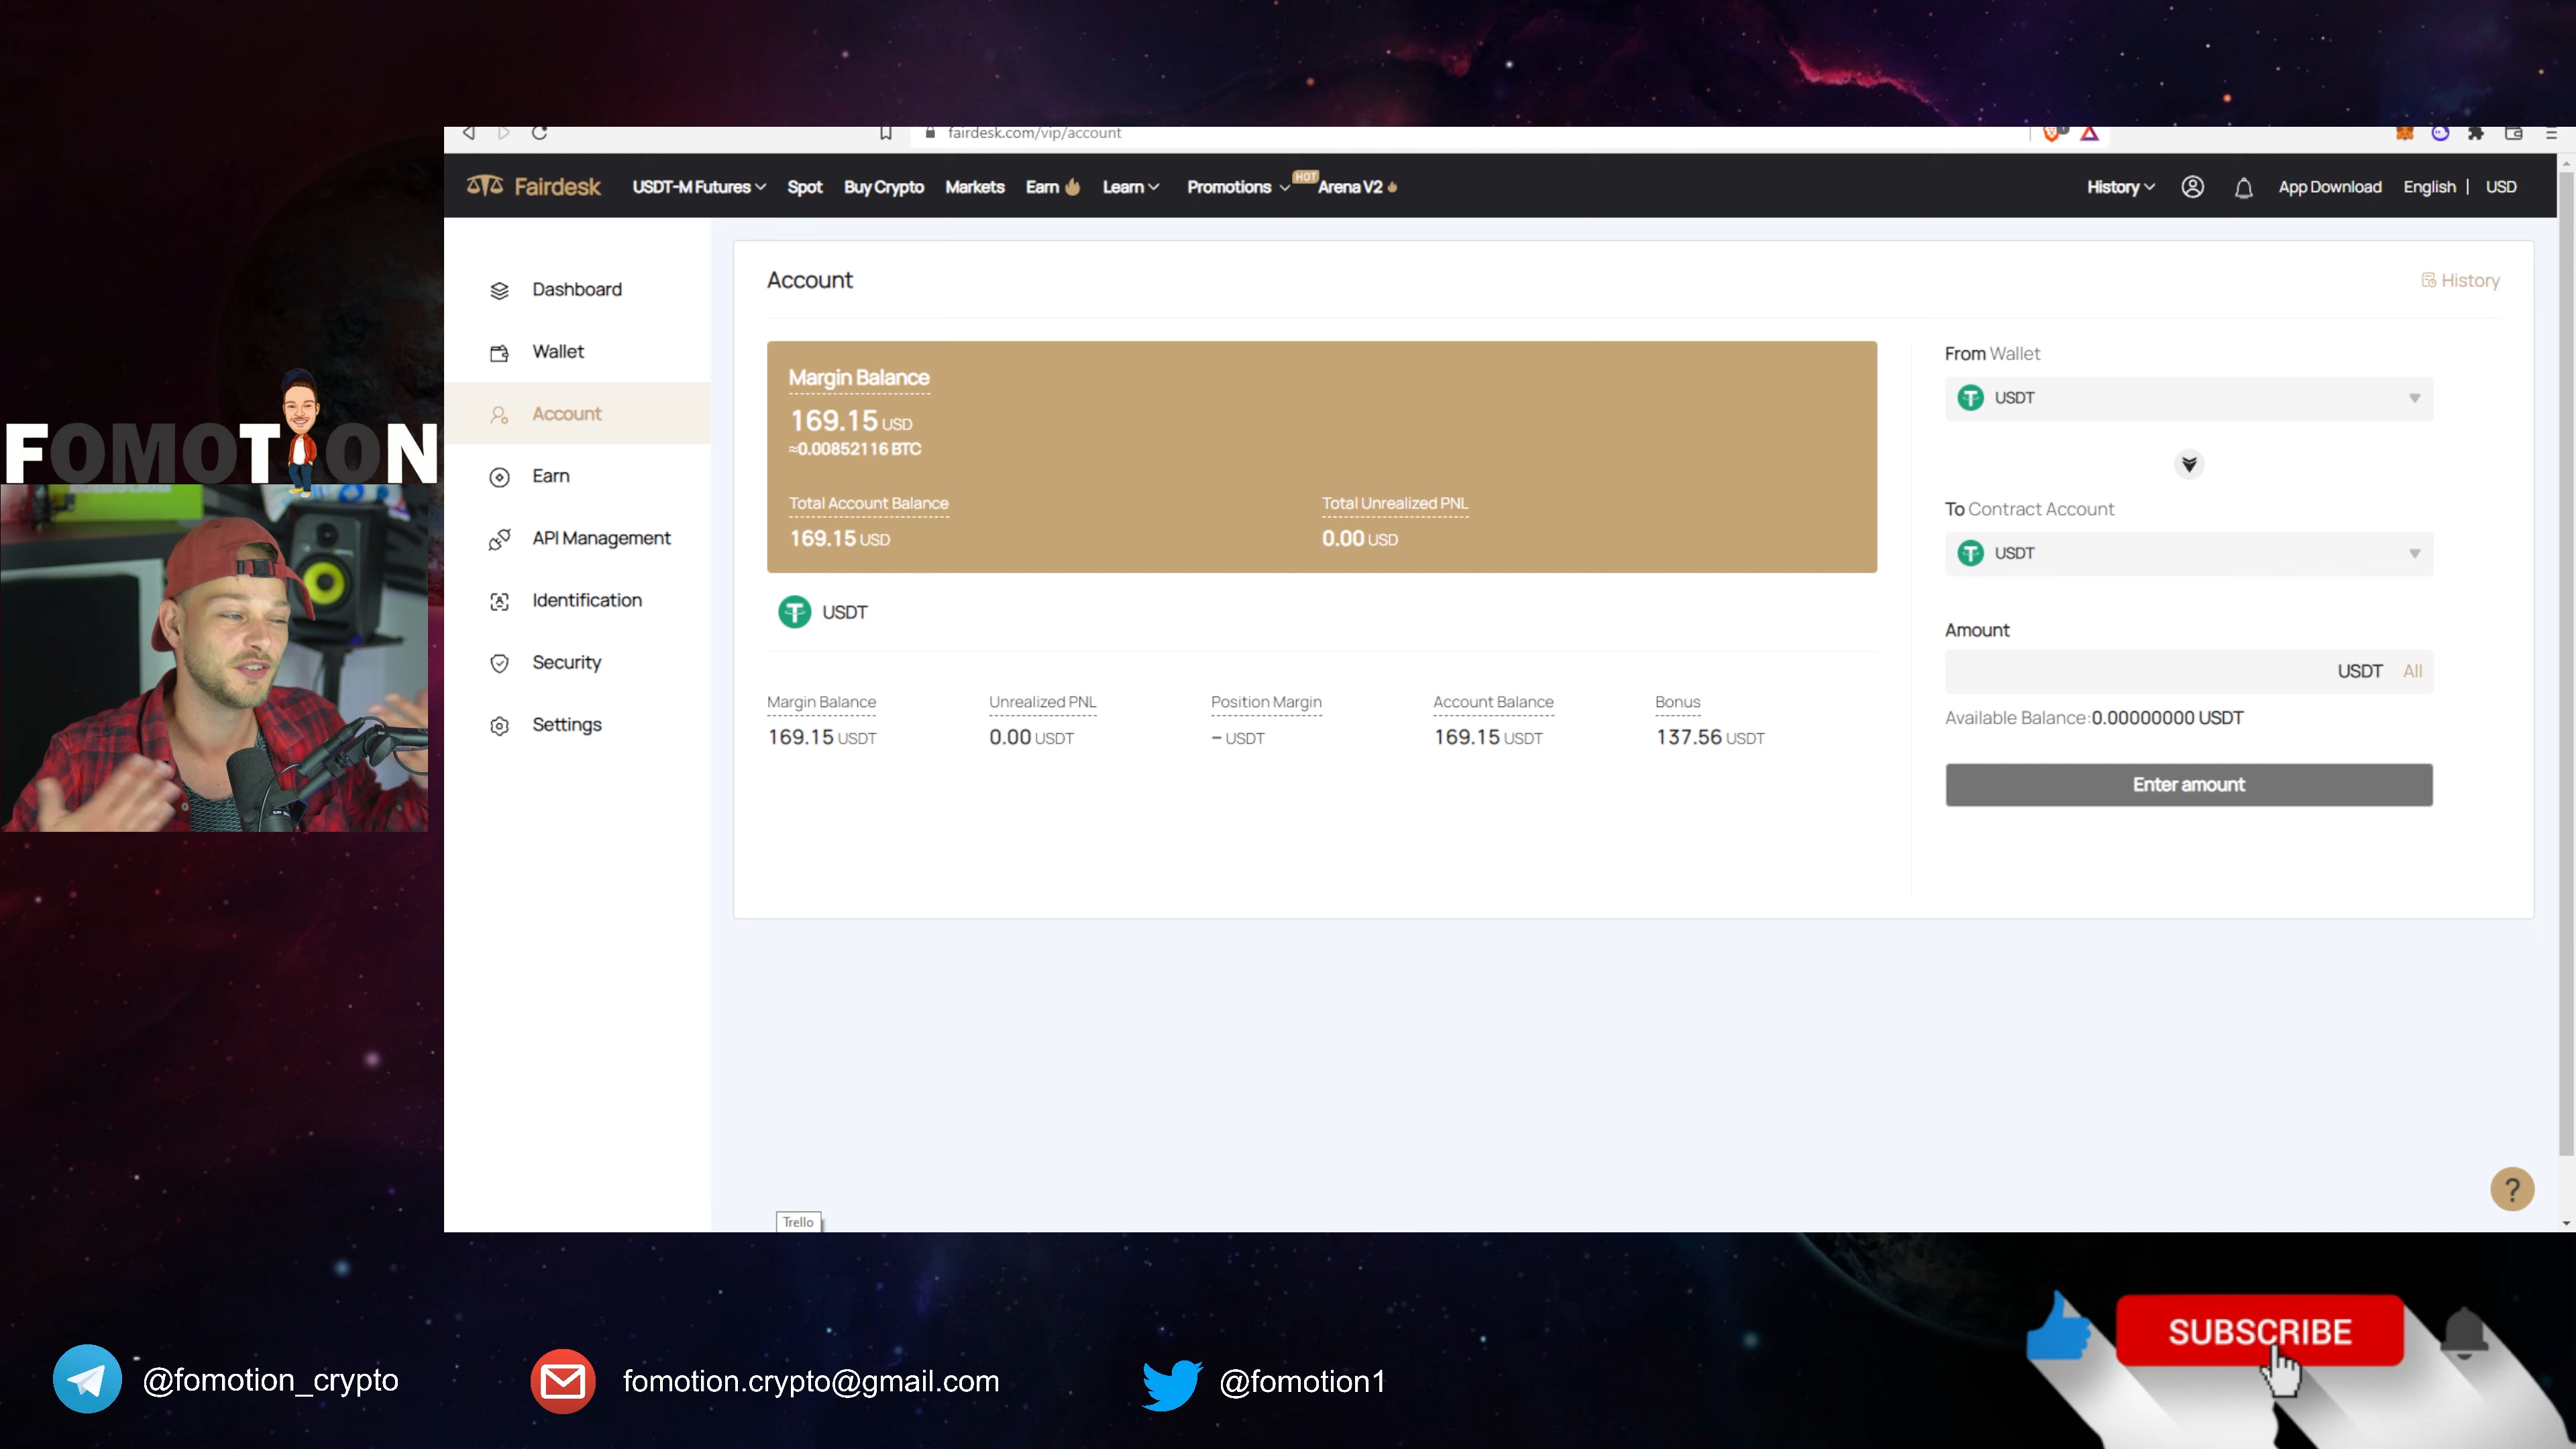 fairdesk.com/vip/account
Fairdesk
USDT-M Futures
Spot
Buy Crypto
Markets
Earn
Learn
Promotions
HOT
Arena V2
History
App Download
English | USD
Dashboard
Wallet
Account
Earn
API Management
Identification
Security
Settings
Account
History
Margin Balance
169.15 USD
≈0.00852116 BTC
Total Account Balance
169.15 USD
Total Unrealized PNL
0.00 USD
USDT
Margin Balance
169.15 USDT
Unrealized PNL
0.00 USDT
Position Margin
– USDT
Account Balance
169.15 USDT
Bonus
137.56 USDT
From Wallet
USDT
To Contract Account
USDT
Amount
USDT All
Available Balance:0.00000000 USDT
Enter amount
?
Trello
FOMOTION
@fomotion_crypto
fomotion.crypto@gmail.com
@fomotion1
SUBSCRIBE